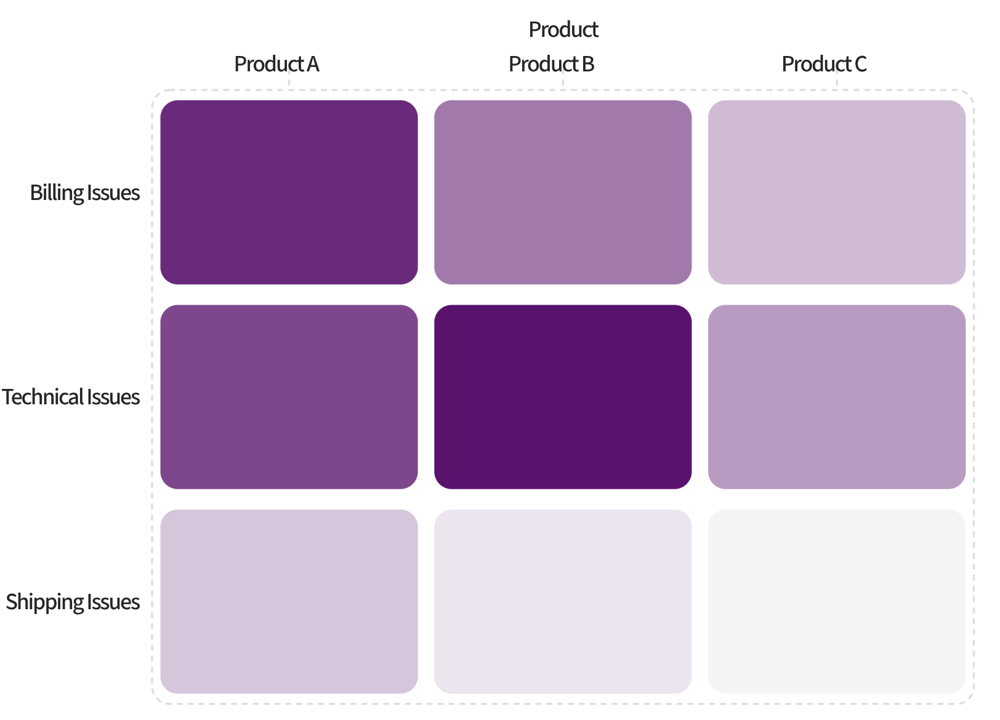 Product
Product A
Product B
Product C
Billing Issues
Technical Issues
Shipping Issues